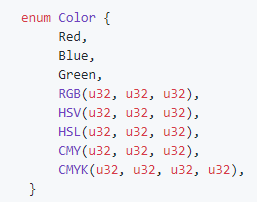 enum Color {
Red,
Blue,
Green,
RGB(u32, u32, u32),
HSV(u32, u32, u32),
HSL(u32, u32, u32),
CMY(u32, u32, u32),
CMYK(u32, u32, u32, u32),
}